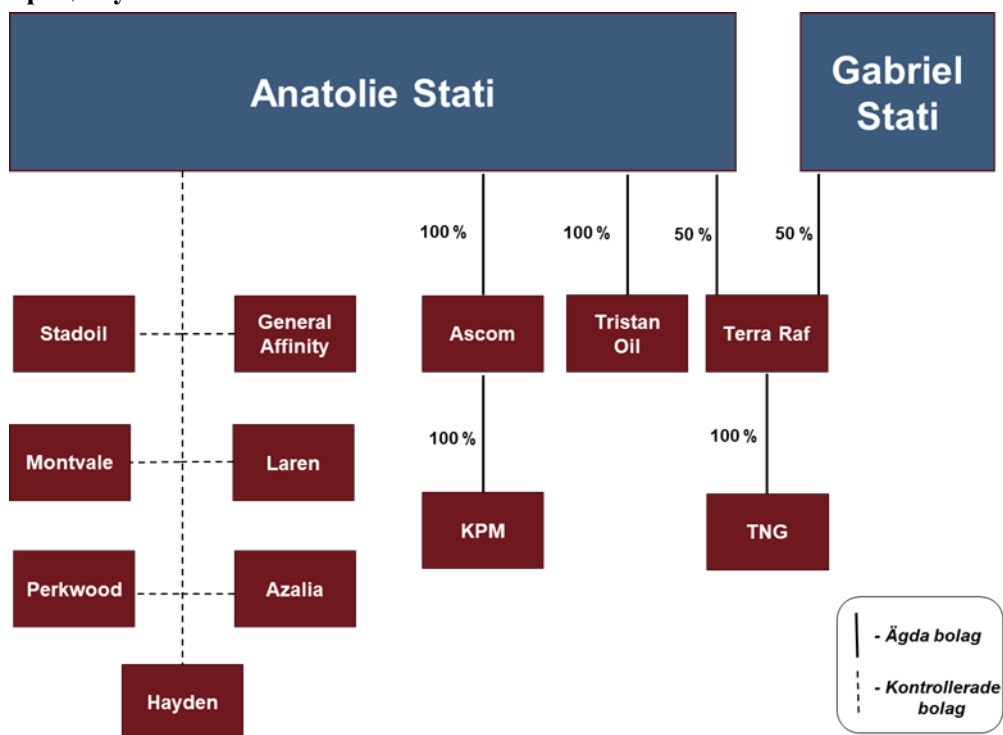 Anatolie Stati
Gabriel
Stati
100 %
100 %
50 %
50 %
Stadoil
General
Affinity
Ascom
Tristan
Oil
Terra Raf
Montvale
Laren
100 %
100 %
KPM
TNG
Perkwood
Azalia
Hayden
- Ägda bolag
- Kontrollerade
bolag